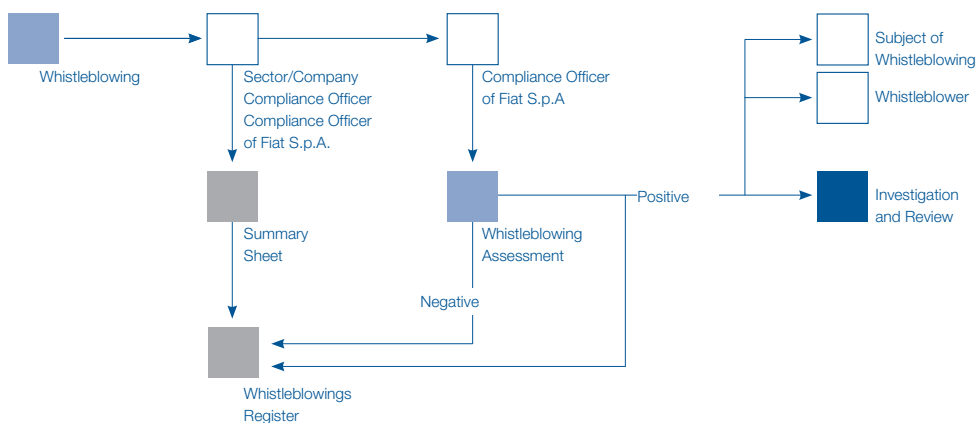 Whistleblowing
Sector/Company
Compliance Officer
Compliance Officer
of Fiat S.p.A.
Compliance Officer
of Fiat S.p.A
Subject of
Whistleblowing
Whistleblower
Summary
Sheet
Whistleblowing
Assessment
Positive
Investigation
and Review
Negative
Whistleblowings
Register